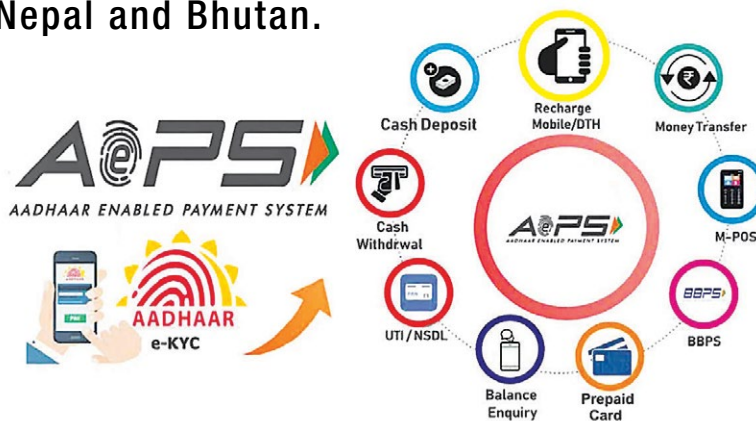 Nepal and Bhutan.
AePS
AADHAAR ENABLED PAYMENT SYSTEM
AADHAAR
e-KYC
Recharge
Mobile/DTH
Money Transfer
M-POS
BBPS
BBPS
Prepaid
Card
Balance
Enquiry
UTI/NSDL
Cash
Withdrwal
Cash Deposit
AePS
AADHAAR ENABLED PAYMENT SYSTEM